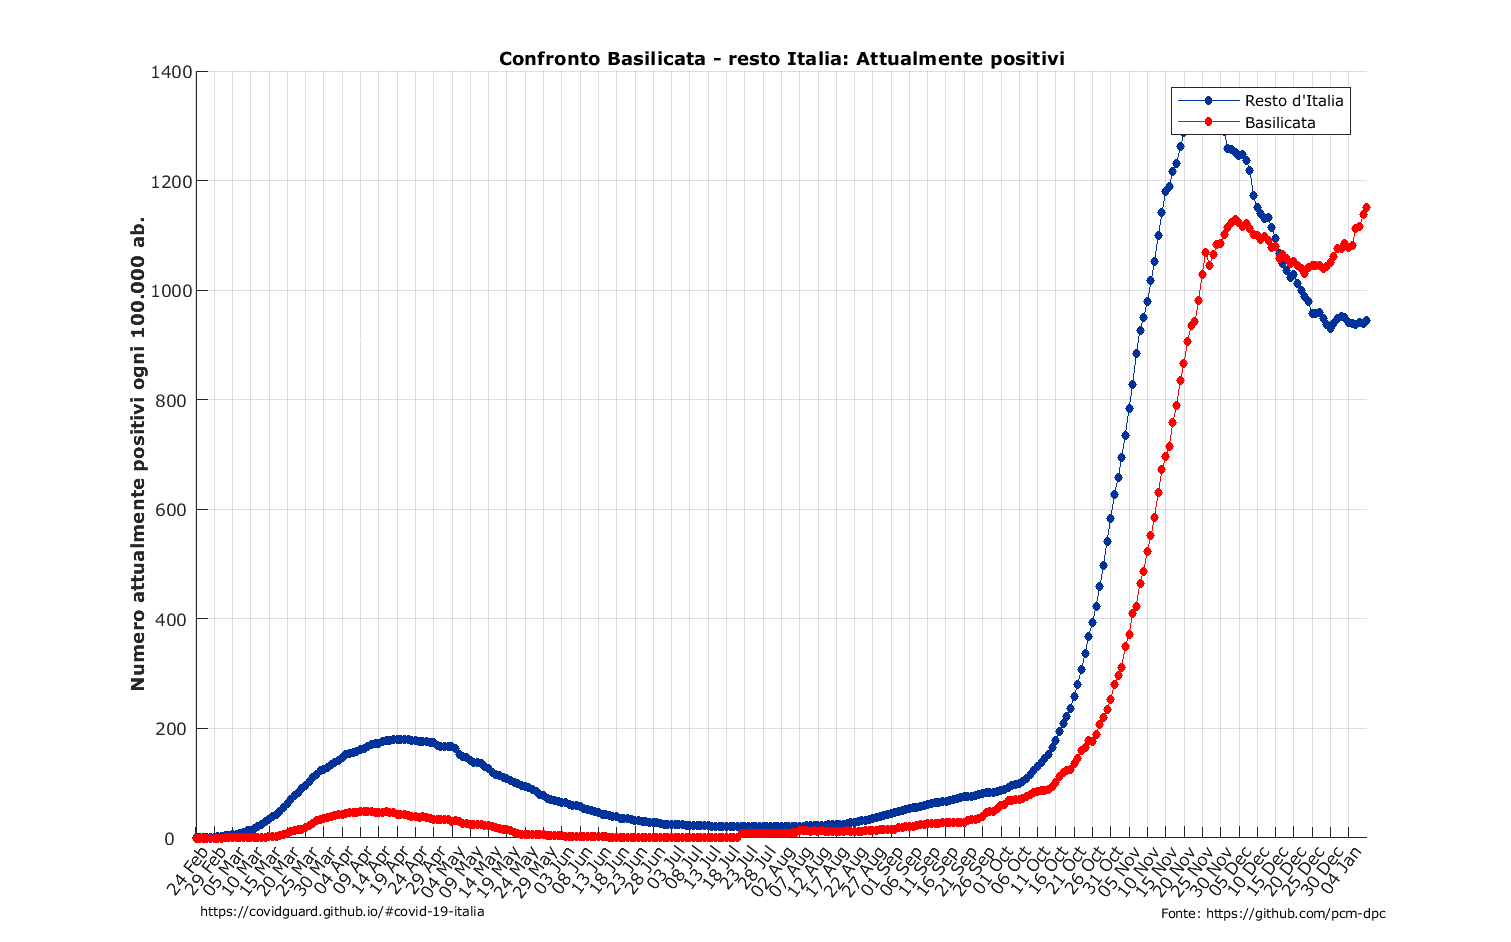 Confronto Basilicata - resto Italia: Attualmente positivi
Resto d'Italia
Basilicata
Numero attualmente positivi ogni 100.000 ab.
1400
1200
1000
800
600
400
200
0
24 Feb
29 Feb
05 Mar
10 Mar
15 Mar
20 Mar
25 Mar
30 Mar
04 Apr
09 Apr
14 Apr
19 Apr
24 Apr
29 Apr
04 May
09 May
14 May
19 May
24 May
29 May
03 Jun
08 Jun
13 Jun
18 Jun
23 Jun
28 Jun
03 Jul
08 Jul
13 Jul
18 Jul
23 Jul
28 Jul
02 Aug
07 Aug
12 Aug
17 Aug
22 Aug
27 Aug
01 Sep
06 Sep
11 Sep
16 Sep
21 Sep
26 Sep
01 Oct
06 Oct
11 Oct
16 Oct
21 Oct
26 Oct
31 Oct
05 Nov
10 Nov
15 Nov
20 Nov
25 Nov
30 Nov
05 Dec
10 Dec
15 Dec
20 Dec
25 Dec
30 Dec
04 Jan
https://covidguard.github.io/#covid-19-italia
Fonte: https://github.com/pcm-dpc